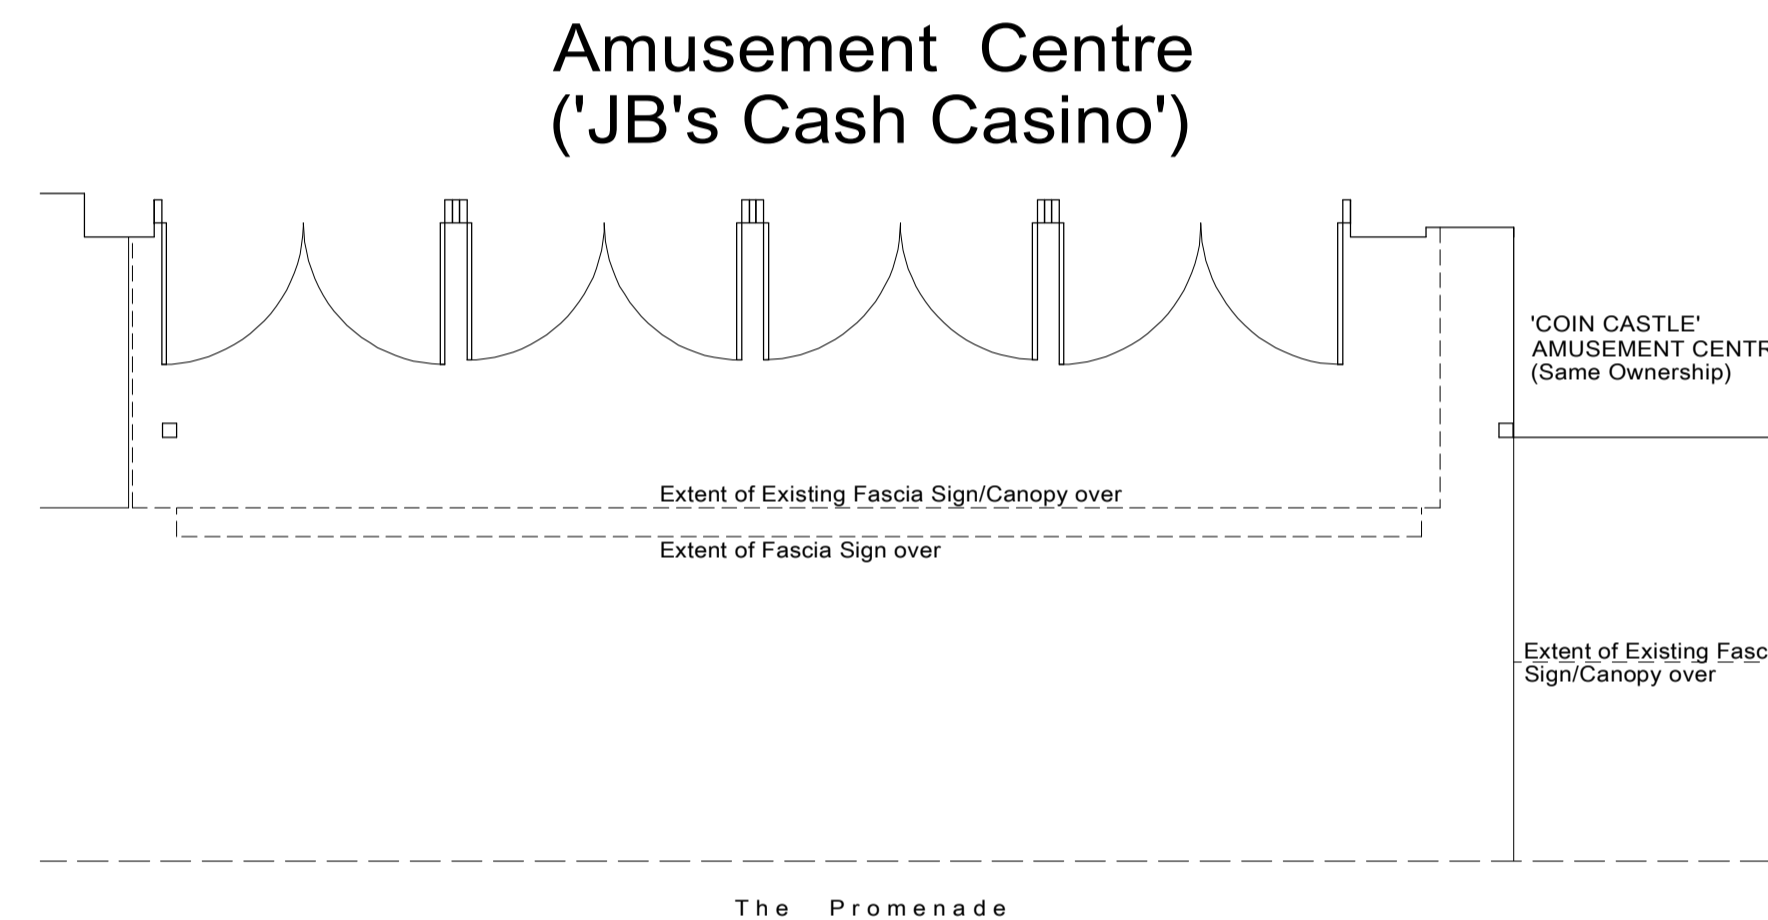 Amusement Centre
('JB's Cash Casino')
'COIN CASTLE'
AMUSEMENT CENTR
(Same Ownership)
Extent of Existing Fascia Sign/Canopy over
Extent of Fascia Sign over
Extent of Existing Fasc
Sign/Canopy over
The Promenade